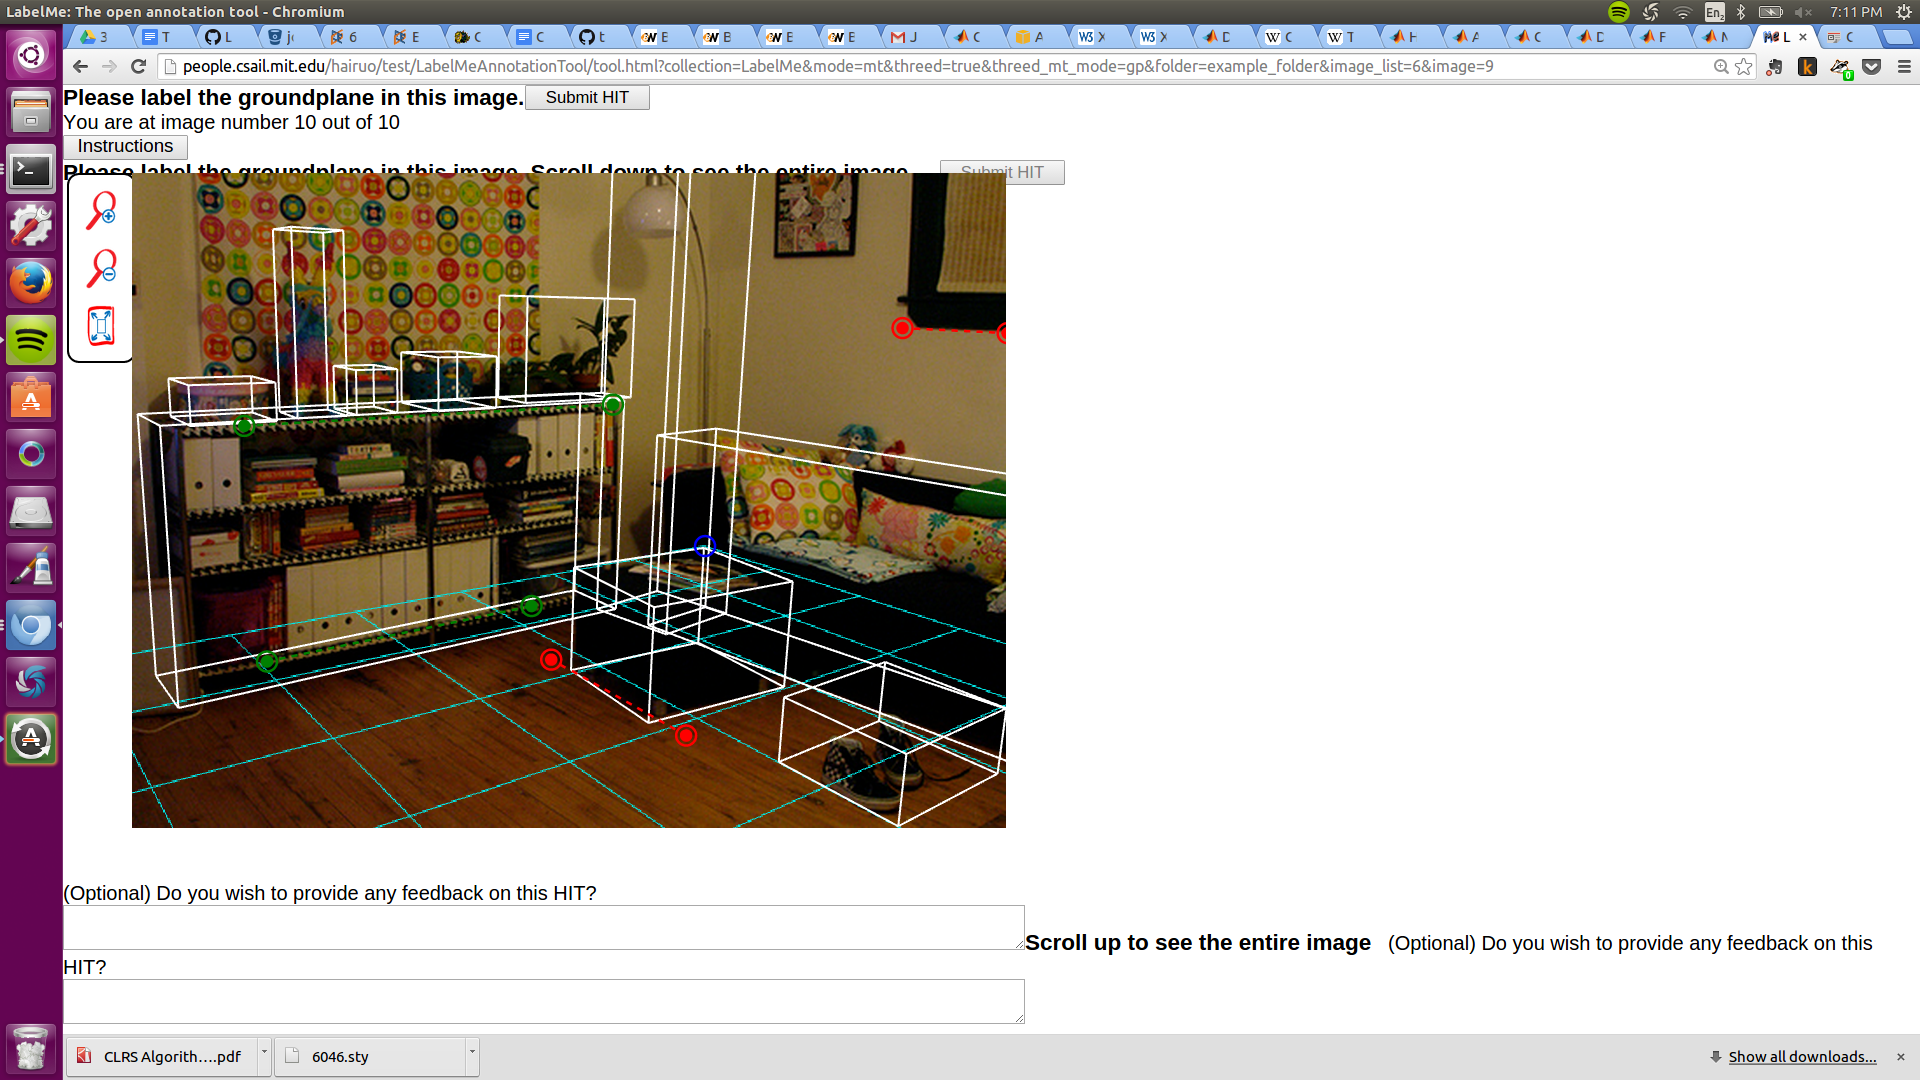 LabelMe: The open annotation tool - Chromium
En2
7:11 PM
3
T
L
6
E
C
C
t
E
B
E
E
J
C
A
W3 X
W3 X
D
W C
W T
H
A
C
D
F
L ×
C
people.csail.mit.edu/hairuo/test/LabelMeAnnotationTool/tool.html?collection=LabelMe&mode=mt&threed=true&threed_mt_mode=gp&folder=example_folder&image_list=6&image=9
0
Please label the groundplane in this image. Submit HIT
You are at image number 10 out of 10
Instructions
Please label the groundplane in this image. Scroll down to see the entire image Submit HIT
(Optional) Do you wish to provide any feedback on this HIT?
Scroll up to see the entire image (Optional) Do you wish to provide any feedback on this
HIT?
CLRS Algorith....pdf
6046.sty
Show all downloads...
×